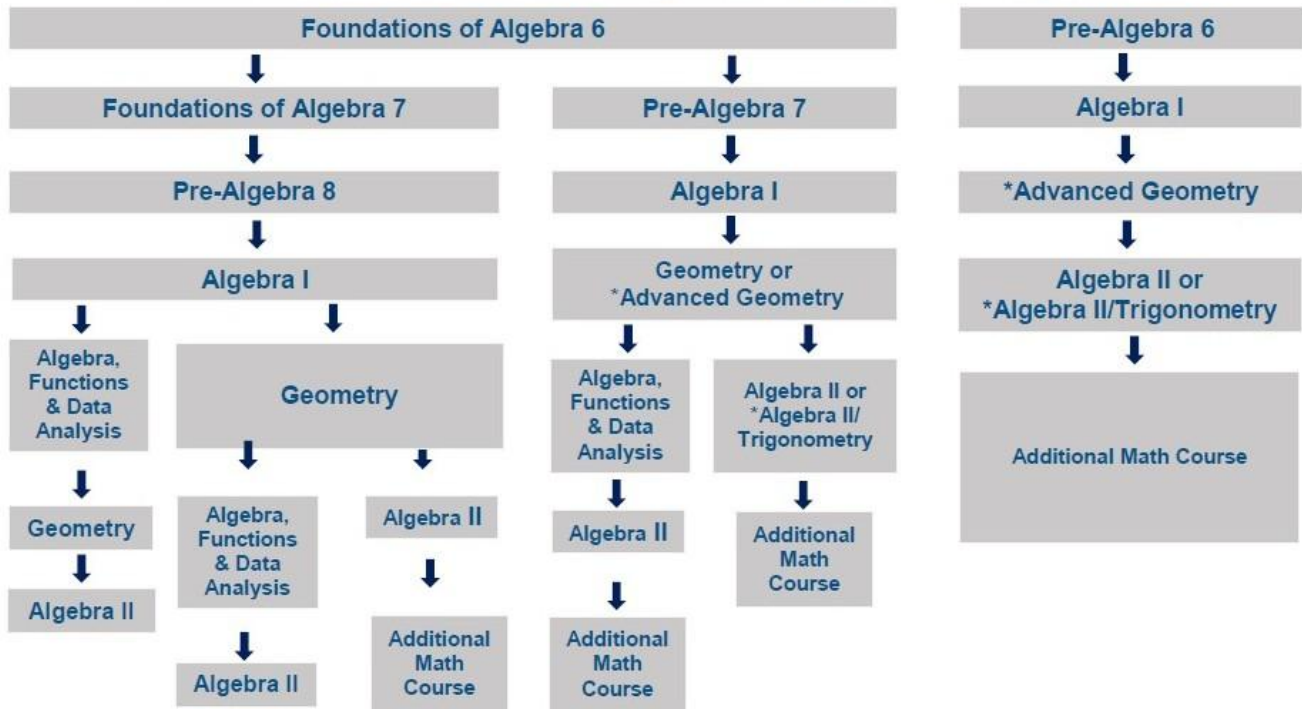 Foundations of Algebra 6
Pre-Algebra 6
Foundations of Algebra 7
Pre-Algebra 7
Algebra I
Pre-Algebra 8
Algebra I
*Advanced Geometry
Algebra I
Geometry or
*Advanced Geometry
Algebra II or
*Algebra II/Trigonometry
Algebra,
Functions
& Data
Analysis
Geometry
Algebra,
Functions
& Data
Analysis
Algebra II or
*Algebra II/
Trigonometry
Additional Math Course
Geometry
Algebra,
Functions
& Data
Analysis
Algebra II
Algebra II
Additional
Math
Course
Algebra II
Algebra II
Additional
Math
Course
Additional
Math
Course